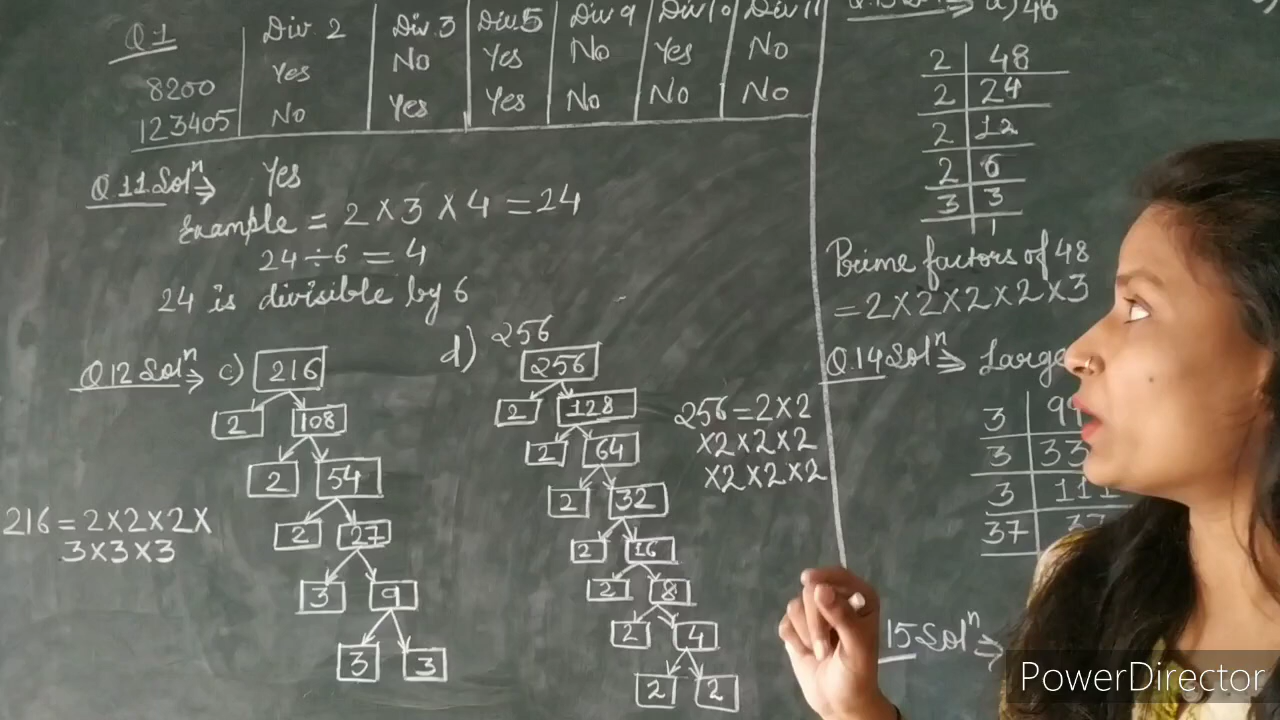 Q.1 Div 2 Div.3 Div.5 Div 9 Div 10 Div 11
8200 Yes No Yes No Yes No
123405 No Yes Yes No No No
Q.11 Solⁿ ⇒ Yes
Example = 2 × 3 × 4 = 24
24 ÷ 6 = 4
24 is divisible by 6
Q.12 Solⁿ ⇒ c) 216
2 108
2 54
2 27
3 9
3 3
216 = 2×2×2×
3×3×3
d) 256
256
2 128
2 64
2 32
2 16
2 8
2 4
2 2
256 = 2×2
×2×2×2
×2×2×2
⇒ a) 48
2 48
2 24
2 12
2 6
3 3
1
Prime factors of 48
= 2×2×2×2×3
Q.14 Solⁿ ⇒ Large
3 99
3 33
3 111
37 37
15 Solⁿ ⇒
PowerDirector